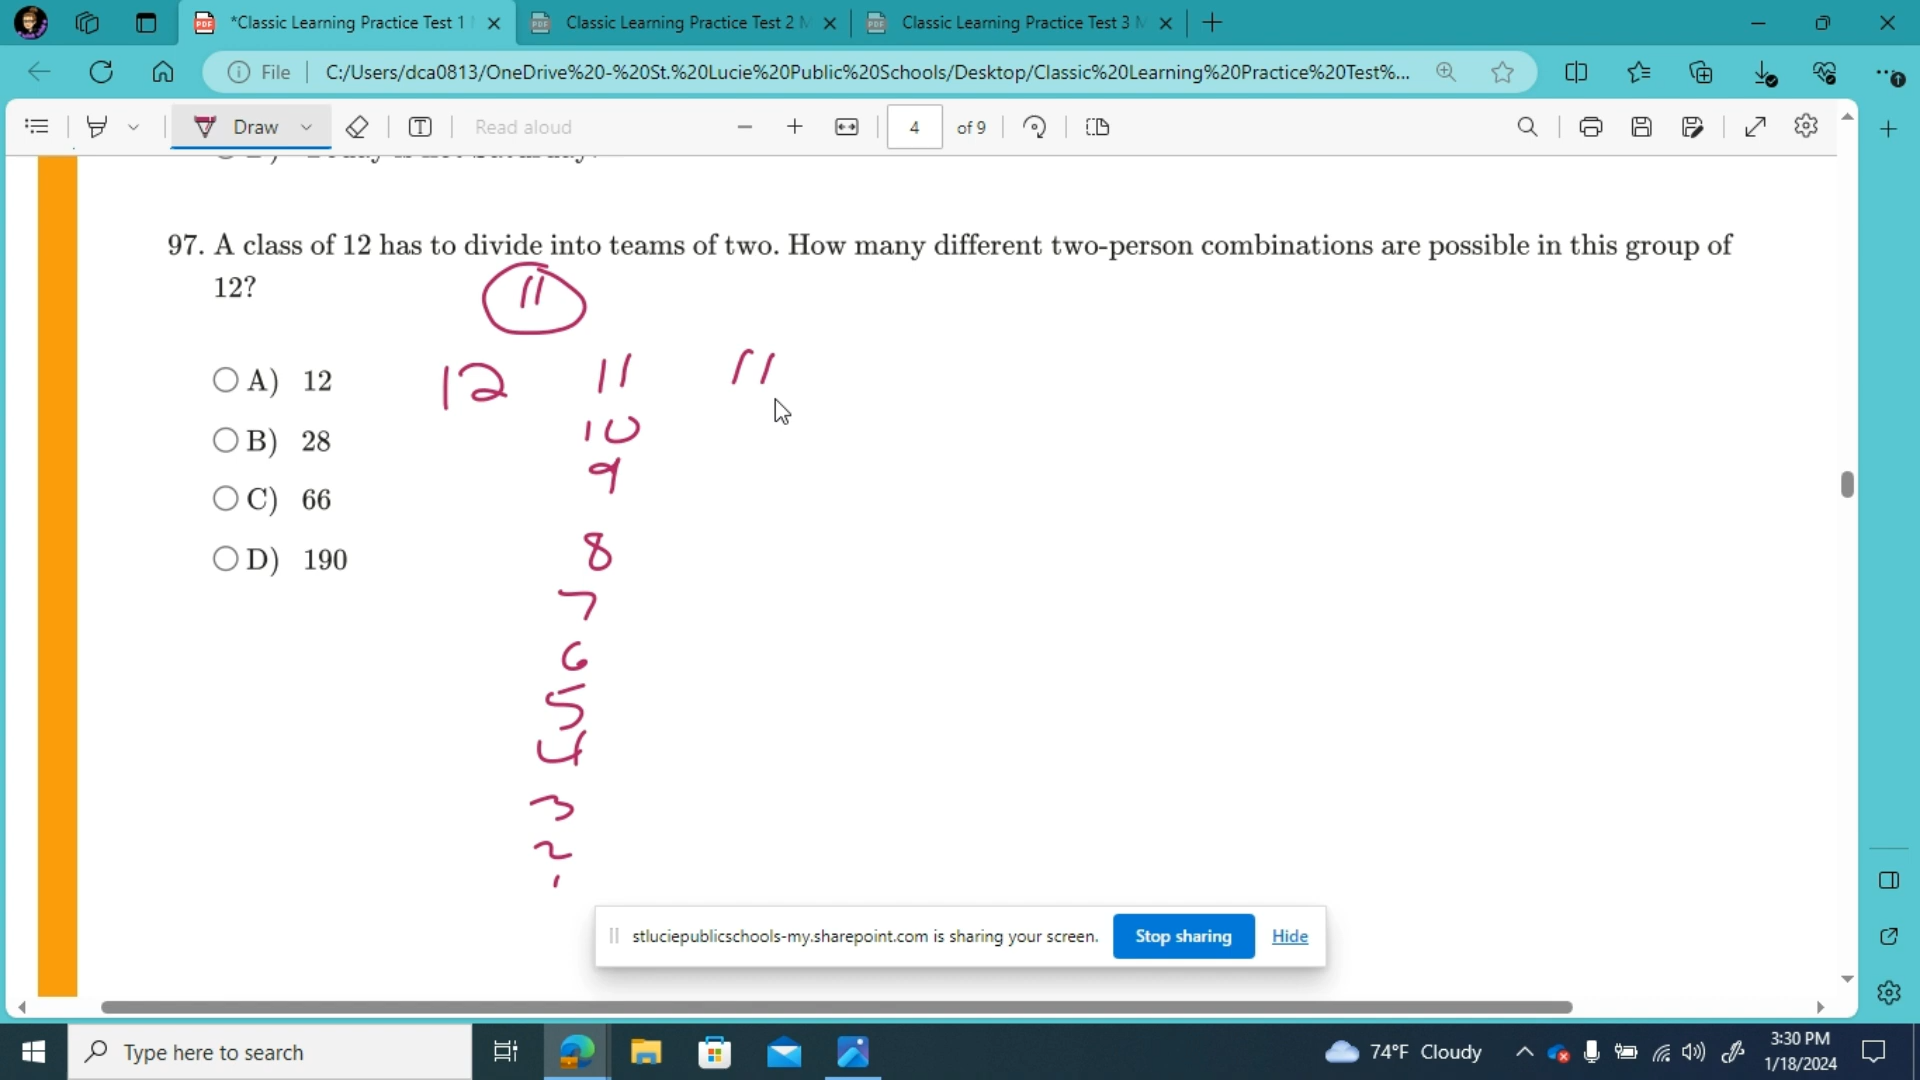 *Classic Learning Practice Test 1
Classic Learning Practice Test 2 M
Classic Learning Practice Test 3 M
File
C:/Users/dca0813/OneDrive%20-%20St.%20Lucie%20Public%20Schools/Desktop/Classic%20Learning%20Practice%20Test%...
Draw
Read aloud
4 of 9
97. A class of 12 has to divide into teams of two. How many different two-person combinations are possible in this group of
12?
11
A) 12
12 11 11
10
B) 28
9
C) 66
8
D) 190
7
6
5
4
3
2
1
stluciepublicschools-my.sharepoint.com is sharing your screen.
Stop sharing
Hide
Type here to search
74°F Cloudy
3:30 PM
1/18/2024